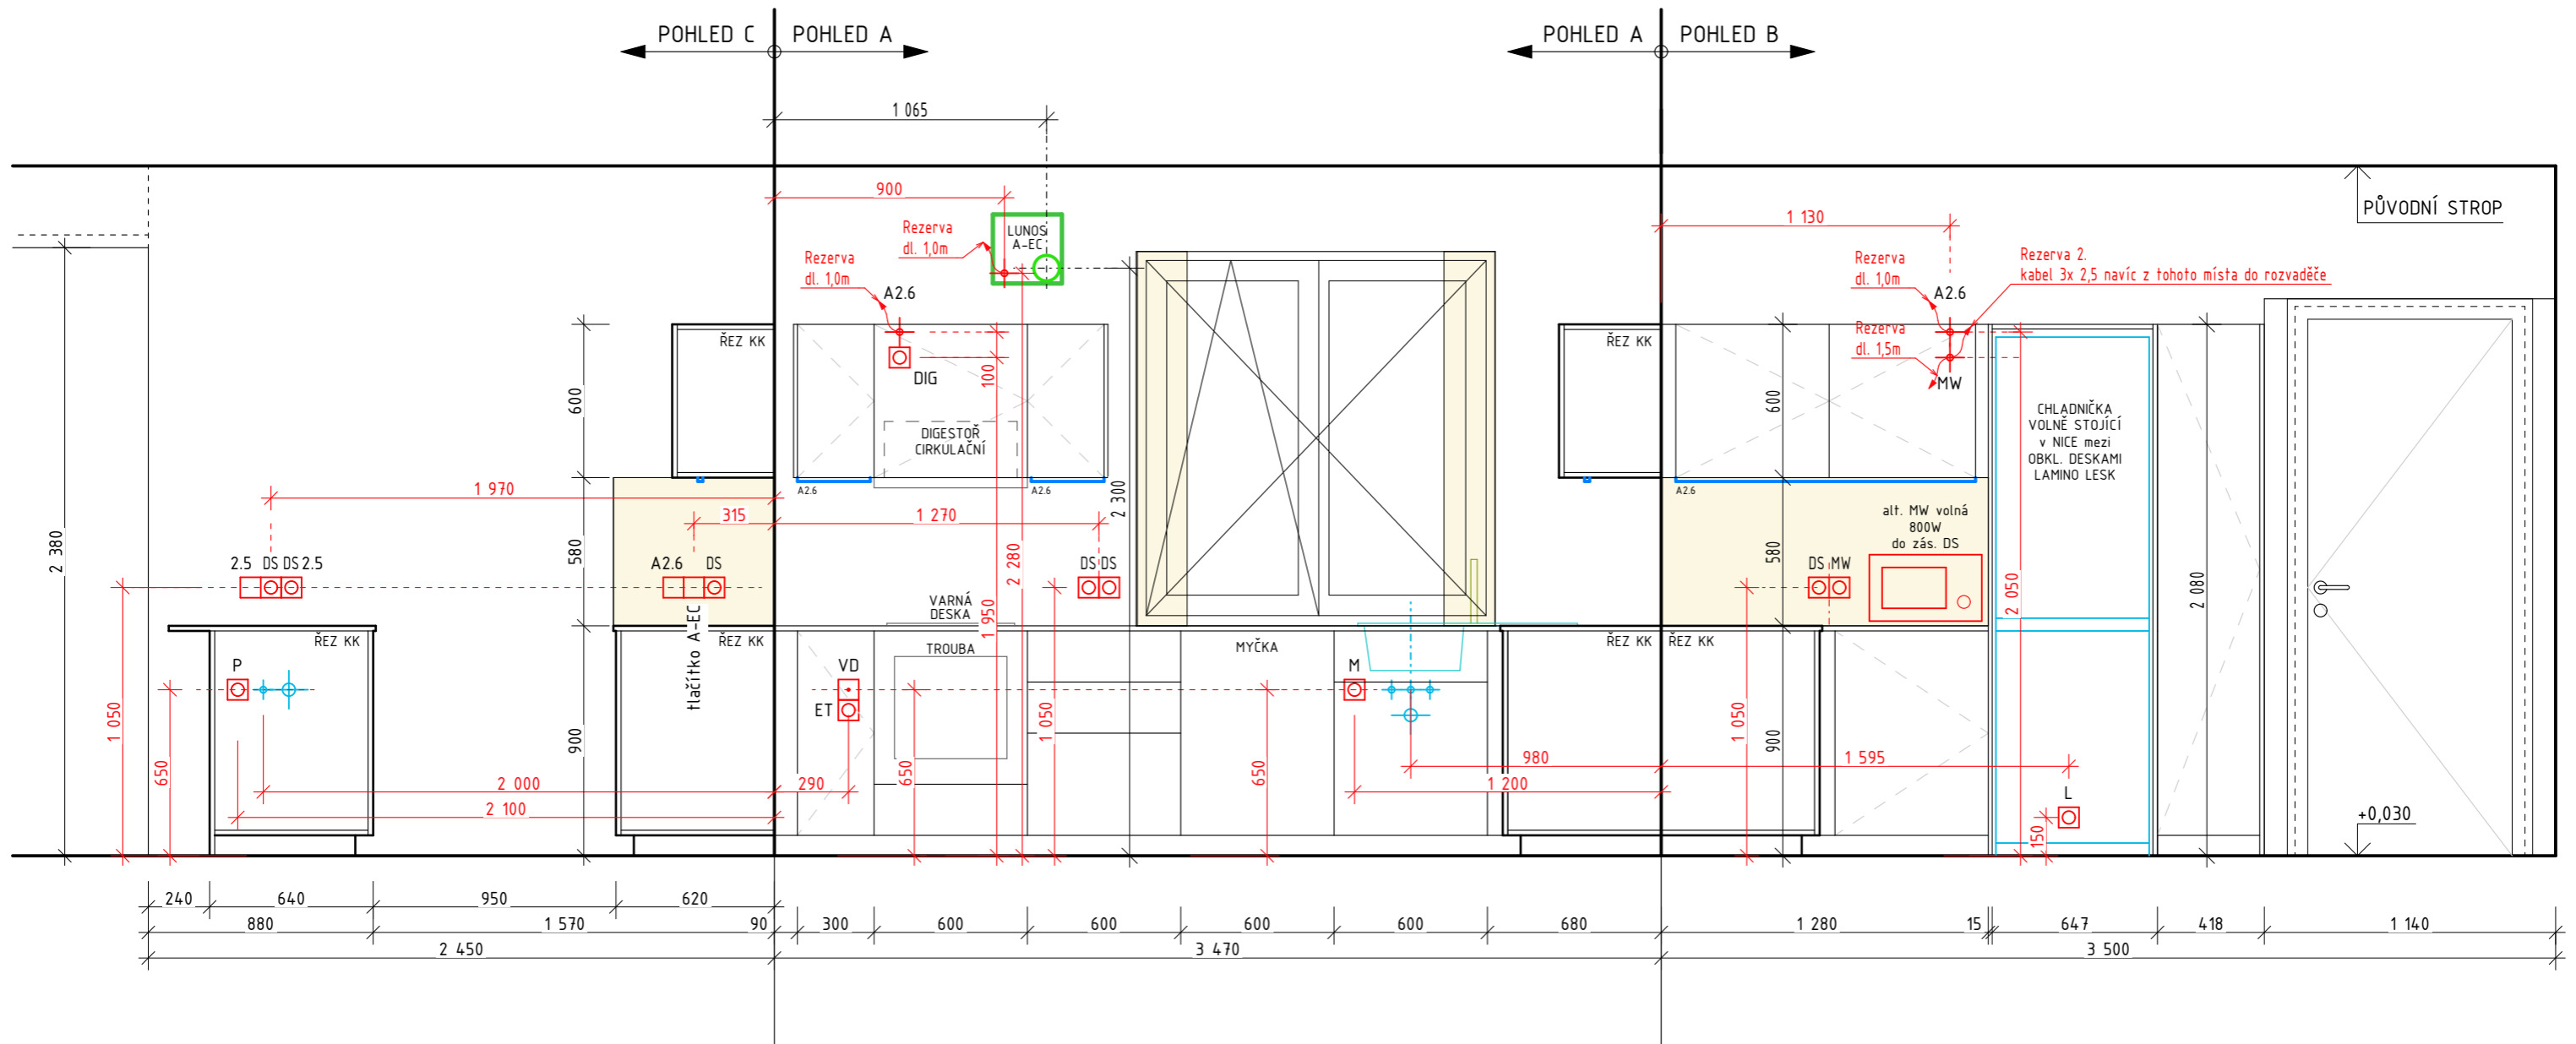 POHLED C
POHLED A
POHLED A
POHLED B
1 065
900
1 130
PŮVODNÍ STROP
Rezerva
dl. 1,0m
LUNOS
A-EC
Rezerva
dl. 1,0m
A2.6
Rezerva
dl. 1,0m
A2.6
Rezerva 2.
kabel 3x 2,5 navíc z tohoto místa do rozvaděče
Rezerva
dl. 1,5m
MW
ŘEZ KK
DIG
100
ŘEZ KK
600
600
2 380
DIGESTOŘ
CIRKULAČNÍ
CHLADNIČKA
VOLNĚ STOJÍCÍ
v NICE mezi
OBKL. DESKAMI
LAMINO LESK
1 970
A2.6
A2.6
2 300
A2.6
315
1 270
alt. MW volná
800W
do zás. DS
580
580
2.5 DS DS 2.5
A2.6 DS
DS DS
DS MW
2 280
1 950
2 050
2 080
VARNÁ
DESKA
ŘEZ KK
ŘEZ KK
TROUBA
MYČKA
ŘEZ KK
ŘEZ KK
tlačítko A-EC
P
VD
ET
M
1 050
650
900
650
1 050
650
1 050
900
980
1 595
2 000
290
1 200
2 100
L
150
+0,030
240
640
950
620
880
1 570
90
300
600
600
600
600
680
1 280
15
647
418
1 140
2 450
3 470
3 500